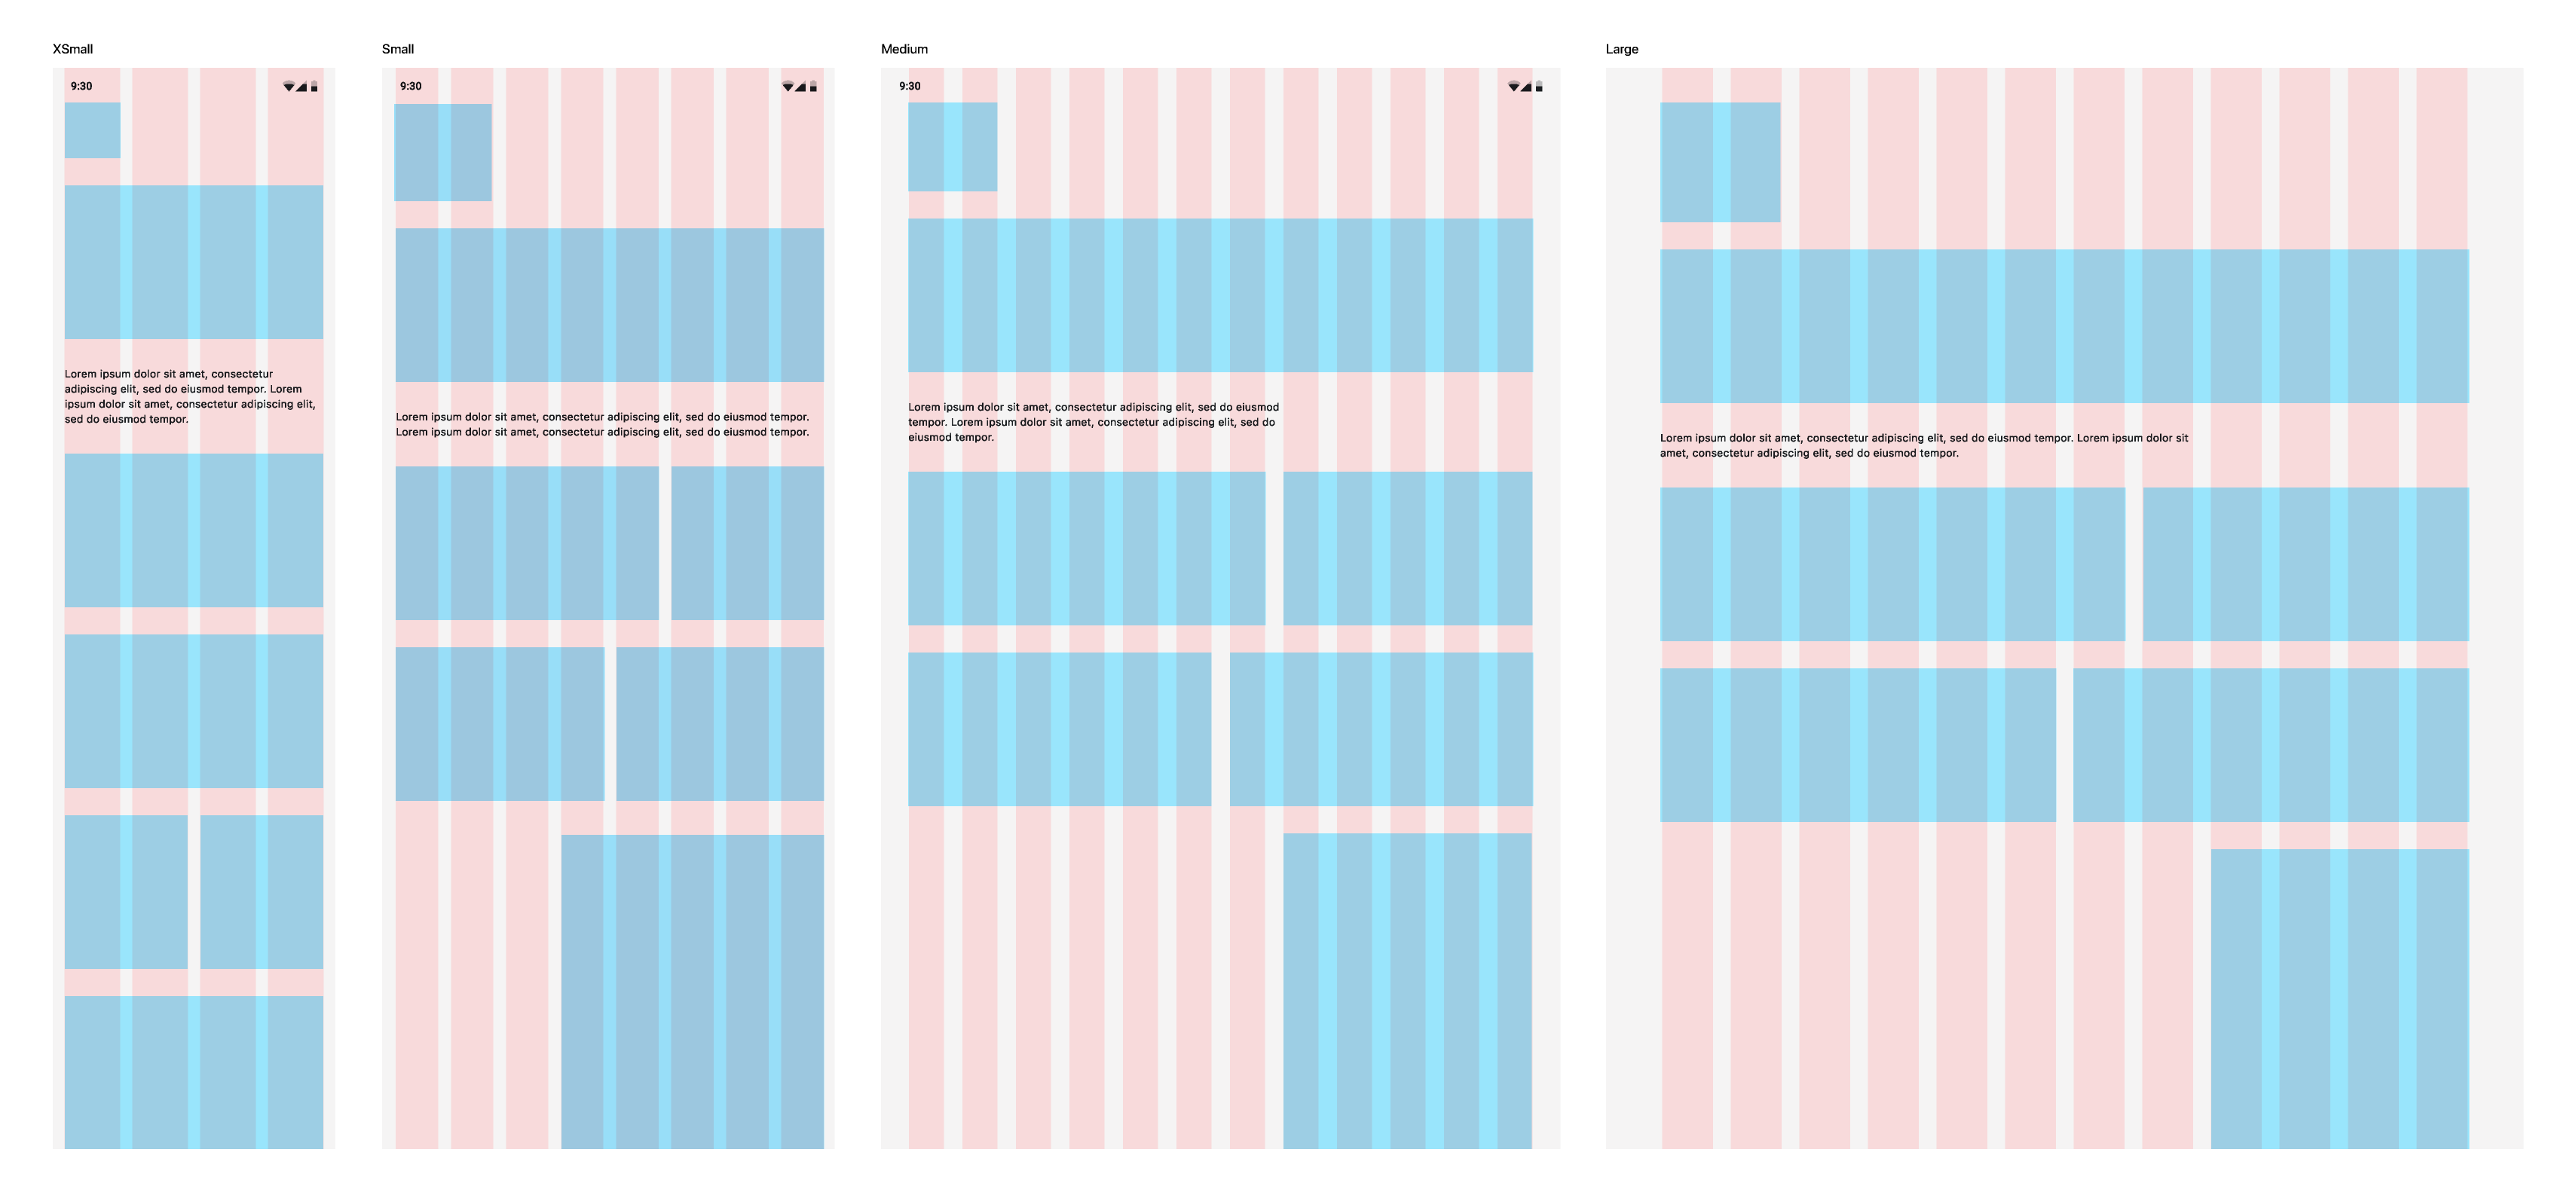 XSmall
9:30
Lorem ipsum dolor sit amet, consectetur
adipiscing elit, sed do eiusmod tempor. Lorem
ipsum dolor sit amet, consectetur adipiscing elit,
sed do eiusmod tempor.
Small
9:30
Lorem ipsum dolor sit amet, consectetur adipiscing elit, sed do eiusmod tempor.
Lorem ipsum dolor sit amet, consectetur adipiscing elit, sed do eiusmod tempor.
Medium
9:30
Lorem ipsum dolor sit amet, consectetur adipiscing elit, sed do eiusmod
tempor. Lorem ipsum dolor sit amet, consectetur adipiscing elit, sed do
eiusmod tempor.
Large
Lorem ipsum dolor sit amet, consectetur adipiscing elit, sed do eiusmod tempor. Lorem ipsum dolor sit
amet, consectetur adipiscing elit, sed do eiusmod tempor.